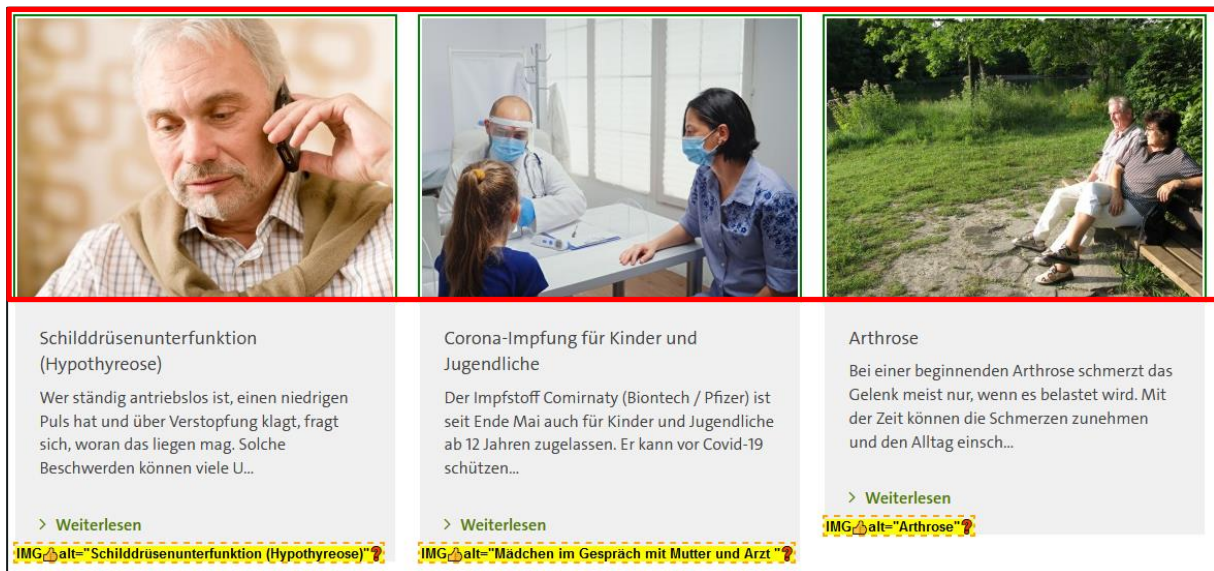 Schilddrüsenunterfunktion
(Hypothyreose)
Wer ständig antriebslos ist, einen niedrigen
Puls hat und über Verstopfung klagt, fragt
sich, woran das liegen mag. Solche
Beschwerden können viele U...
> Weiterlesen
IMG👍alt="Schilddrüsenunterfunktion (Hypothyreose)"❓
Corona-Impfung für Kinder und
Jugendliche
Der Impfstoff Comirnaty (Biontech / Pfizer) ist
seit Ende Mai auch für Kinder und Jugendliche
ab 12 Jahren zugelassen. Er kann vor Covid-19
schützen...
> Weiterlesen
IMG👍alt="Mädchen im Gespräch mit Mutter und Arzt "❓
Arthrose
Bei einer beginnenden Arthrose schmerzt das
Gelenk meist nur, wenn es belastet wird. Mit
der Zeit können die Schmerzen zunehmen
und den Alltag einsch...
> Weiterlesen
IMG👍alt="Arthrose"❓